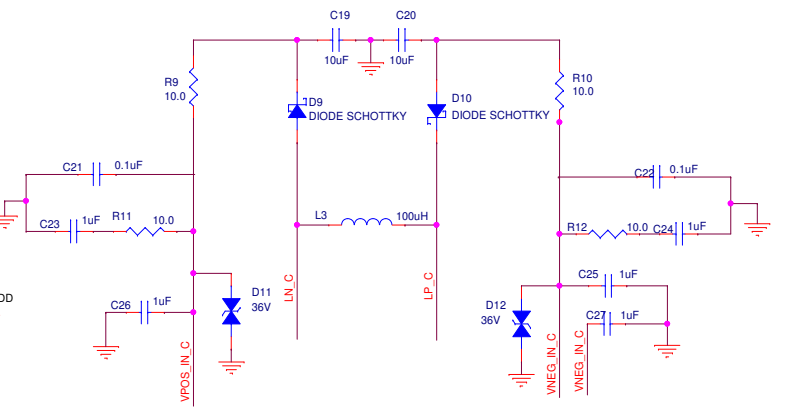 C19 C20
10uF 10uF
R9
10.0
R10
10.0
D9
DIODE SCHOTTKY
D10
DIODE SCHOTTKY
C21 0.1uF
C22 0.1uF
C23 1uF R11 10.0
L3 100uH
R12 10.0 C24 1uF
LN_C
LP_C
C25 1uF
DD
C26 1uF
D11
36V
D12
36V
C27 1uF
VPOS_IN_C
VNEG_IN_C
VNEG_IN_C